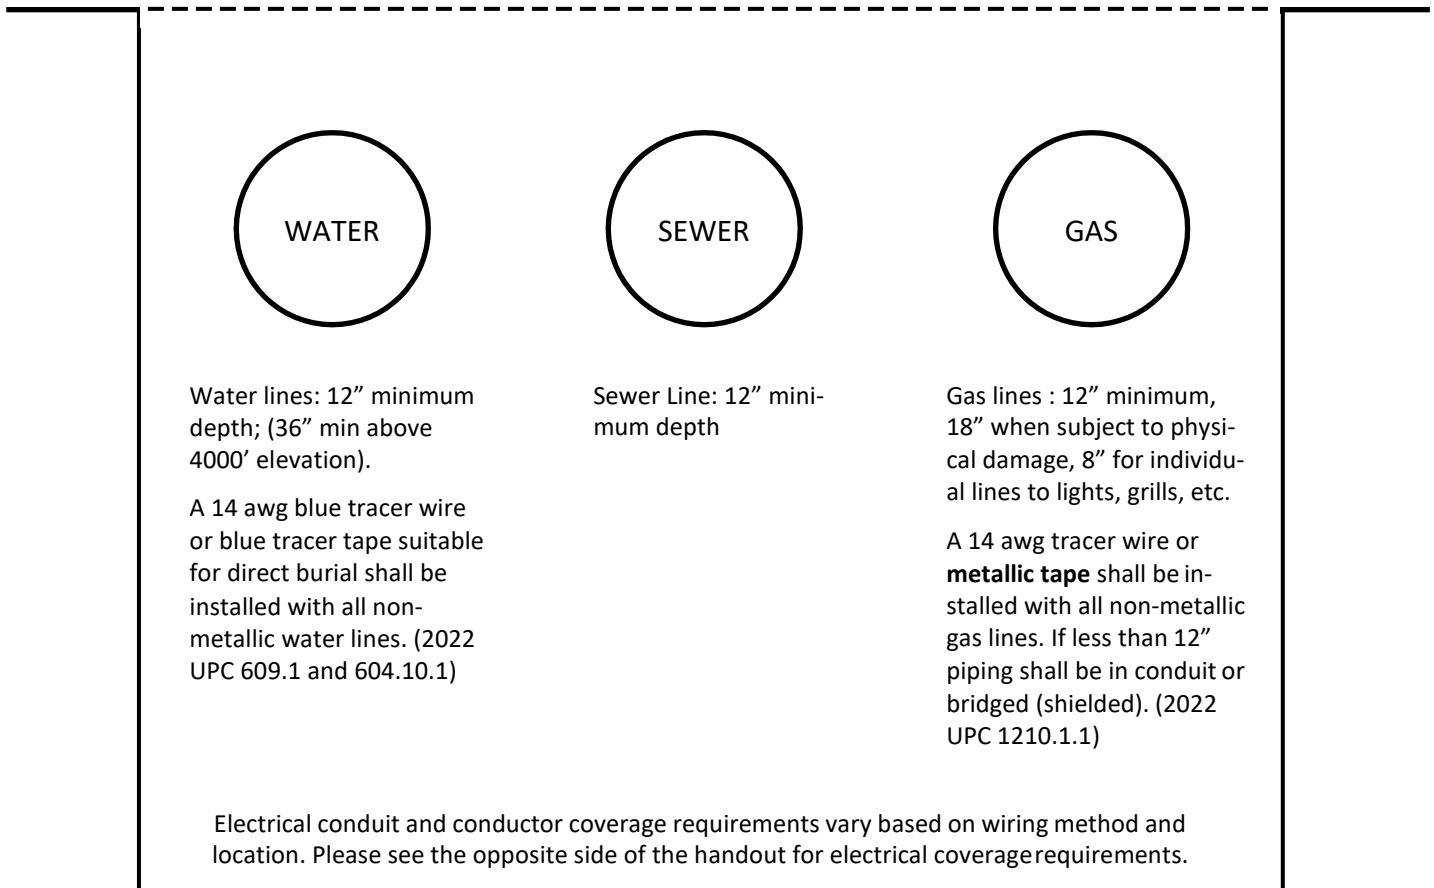 WATER
SEWER
GAS
Water lines: 12” minimum
depth; (36” min above
4000’ elevation).
A 14 awg blue tracer wire
or blue tracer tape suitable
for direct burial shall be
installed with all non-
metallic water lines. (2022
UPC 609.1 and 604.10.1)
Sewer Line: 12” mini-
mum depth
Gas lines : 12” minimum,
18” when subject to physi-
cal damage, 8” for individu-
al lines to lights, grills, etc.
A 14 awg tracer wire or
metallic tape shall be in-
stalled with all non-metallic
gas lines. If less than 12”
piping shall be in conduit or
bridged (shielded). (2022
UPC 1210.1.1)
Electrical conduit and conductor coverage requirements vary based on wiring method and
location. Please see the opposite side of the handout for electrical coverage requirements.